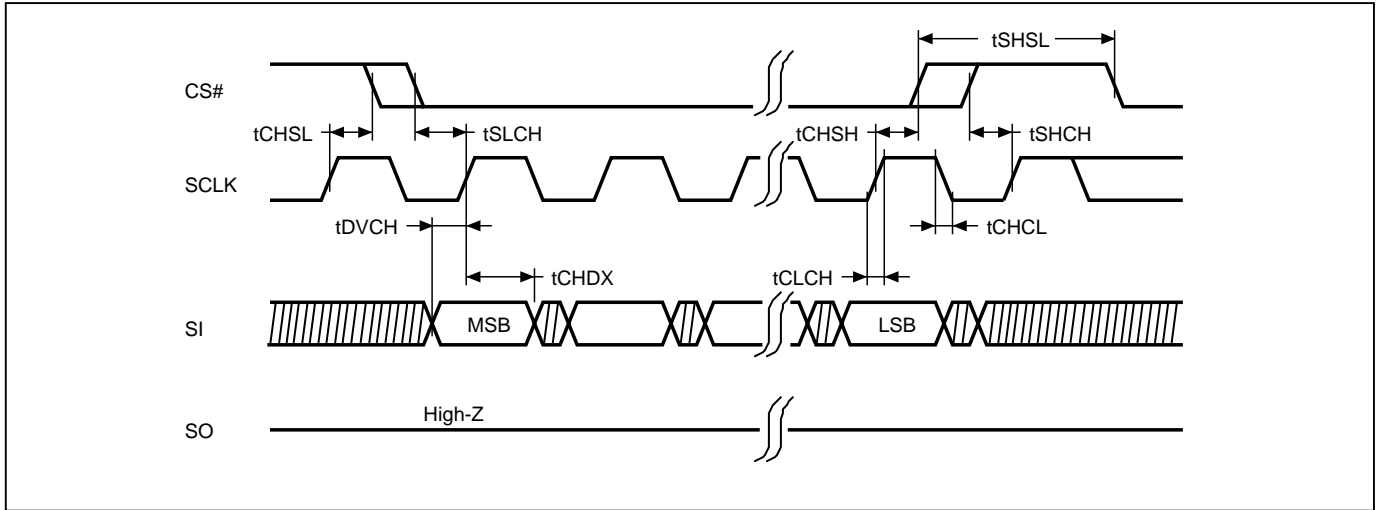 tSHSL
CS#
tCHSL
tSLCH
tCHSH
tSHCH
SCLK
tDVCH
tCHCL
tCHDX
tCLCH
SI
MSB
LSB
High-Z
SO